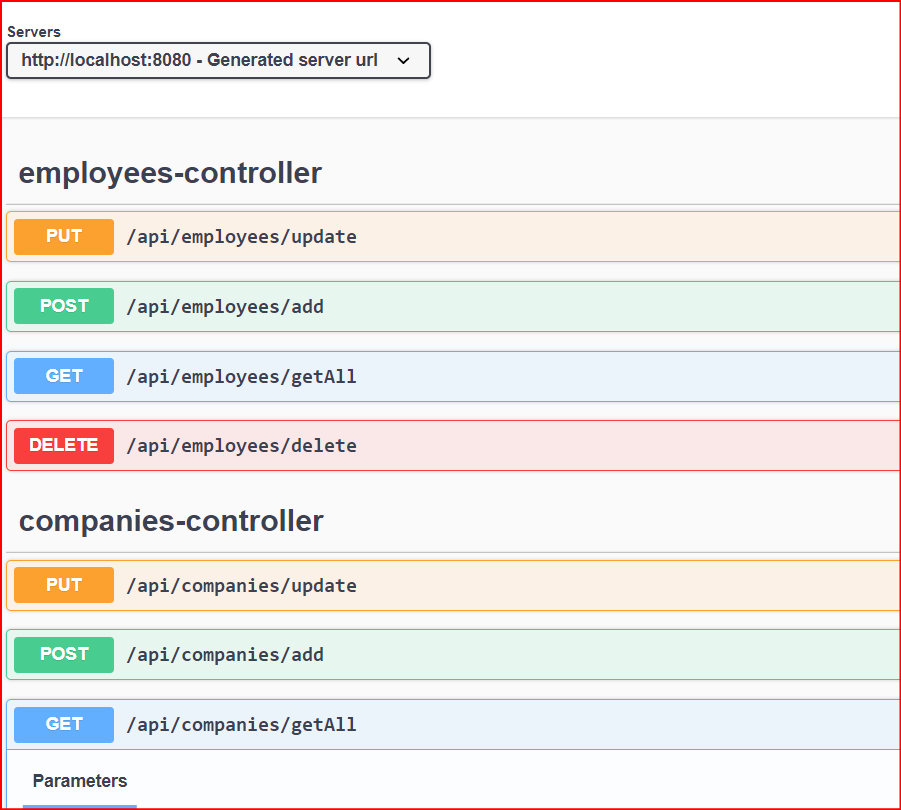 Servers
http://localhost:8080 - Generated server url
employees-controller
PUT /api/employees/update
POST /api/employees/add
GET /api/employees/getAll
DELETE /api/employees/delete
companies-controller
PUT /api/companies/update
POST /api/companies/add
GET /api/companies/getAll
Parameters